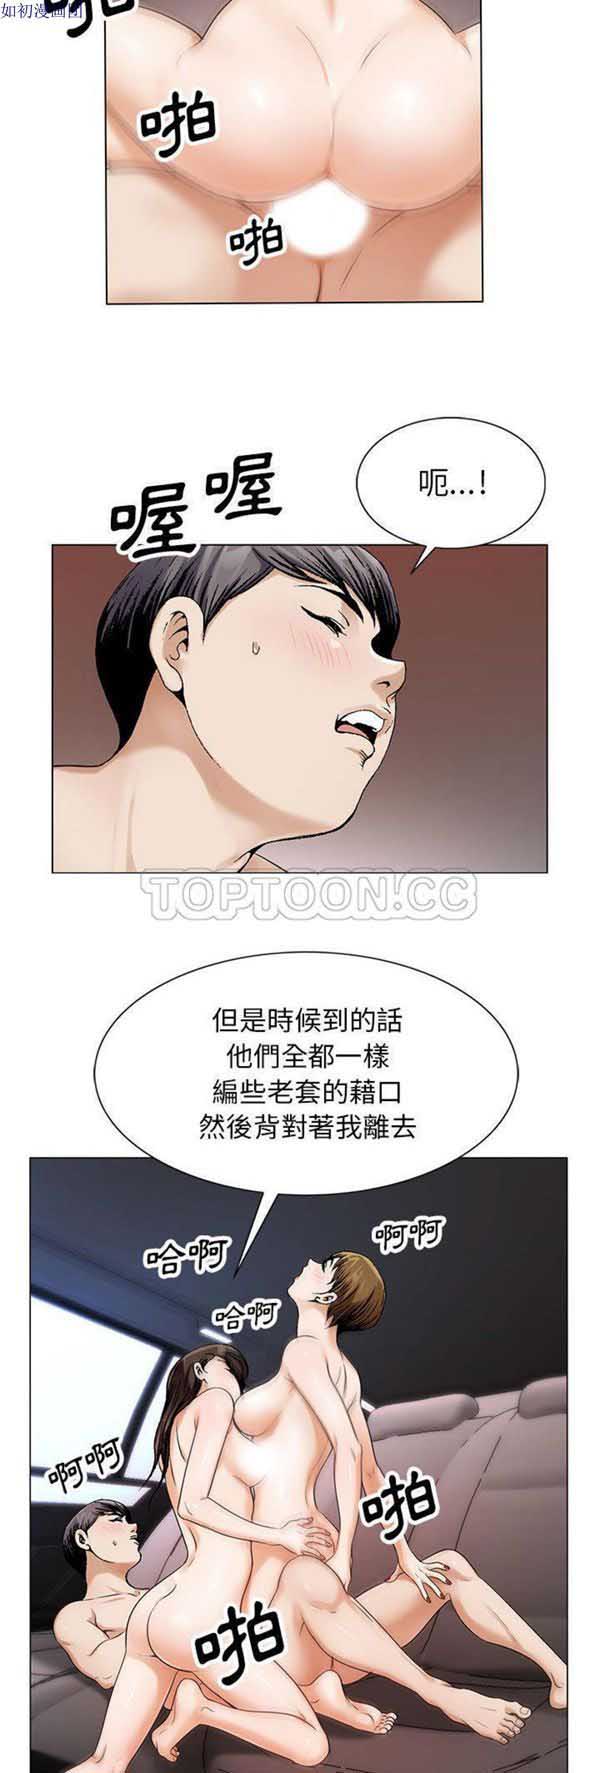 啪
如初漫画团
啪
啪
喔喔
呃...!
TOPTOON.CC
但是時候到的話
他們全都一樣
編些老套的藉口
然後背對著我離去
哈啊
啊啊
哈啊
啊啊
啪
啪